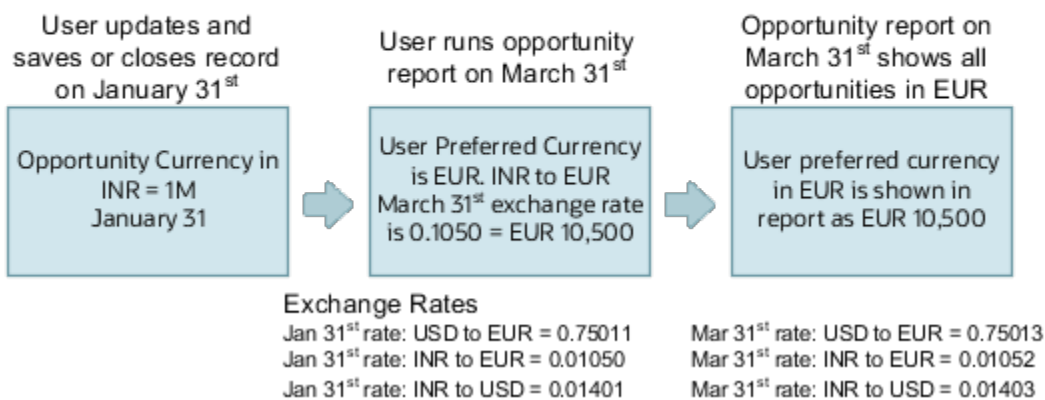 User updates and
saves or closes record
on January 31st
User runs opportunity
report on March 31st
Opportunity report on
March 31st shows all
opportunities in EUR
Opportunity Currency in
INR = 1M
January 31
User Preferred Currency
is EUR. INR to EUR
March 31st exchange rate
is 0.1050 = EUR 10,500
User preferred currency
in EUR is shown in
report as EUR 10,500
Exchange Rates
Jan 31st rate: USD to EUR = 0.75011
Jan 31st rate: INR to EUR = 0.01050
Jan 31st rate: INR to USD = 0.01401
Mar 31st rate: USD to EUR = 0.75013
Mar 31st rate: INR to EUR = 0.01052
Mar 31st rate: INR to USD = 0.01403